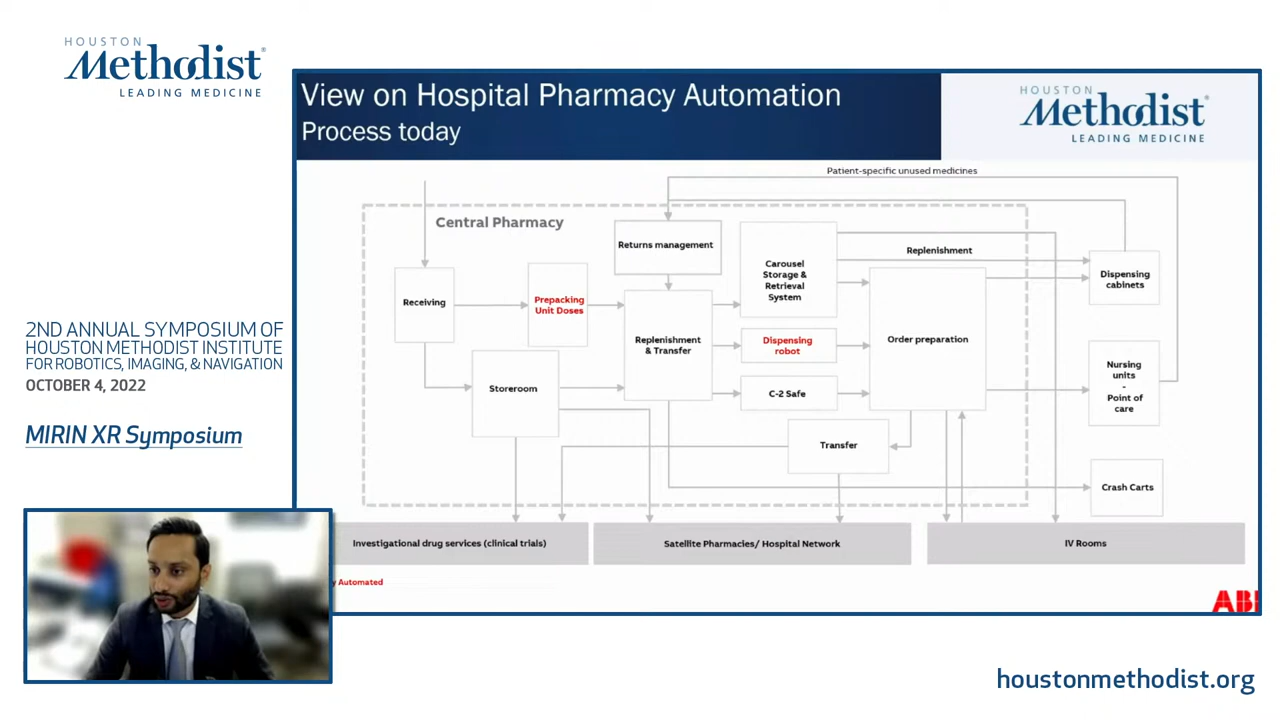 HOUSTON
Methodist
LEADING MEDICINE
2ND ANNUAL SYMPOSIUM OF
HOUSTON METHODIST INSTITUTE
FOR ROBOTICS, IMAGING, & NAVIGATION
OCTOBER 4, 2022
MIRIN XR Symposium
View on Hospital Pharmacy Automation
Process today
HOUSTON
Methodist
LEADING MEDICINE
Patient-specific unused medicines
Central Pharmacy
Receiving
Prepacking
Unit Doses
Storeroom
Returns management
Replenishment
& Transfer
Carousel
Storage &
Retrieval
System
Dispensing
robot
C-2 Safe
Transfer
Replenishment
Order preparation
Dispensing
cabinets
Nursing
units
-
Point of
care
Crash Carts
Investigational drug services (clinical trials)
Satellite Pharmacies/ Hospital Network
IV Rooms
Automated
houstonmethodist.org